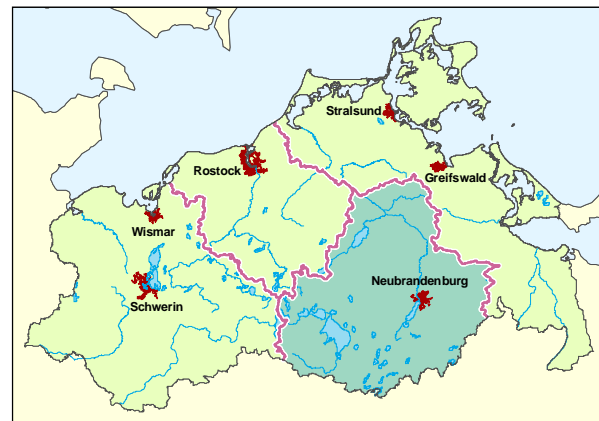 Stralsund
Rostock
Greifswald
Wismar
Neubrandenburg
Schwerin